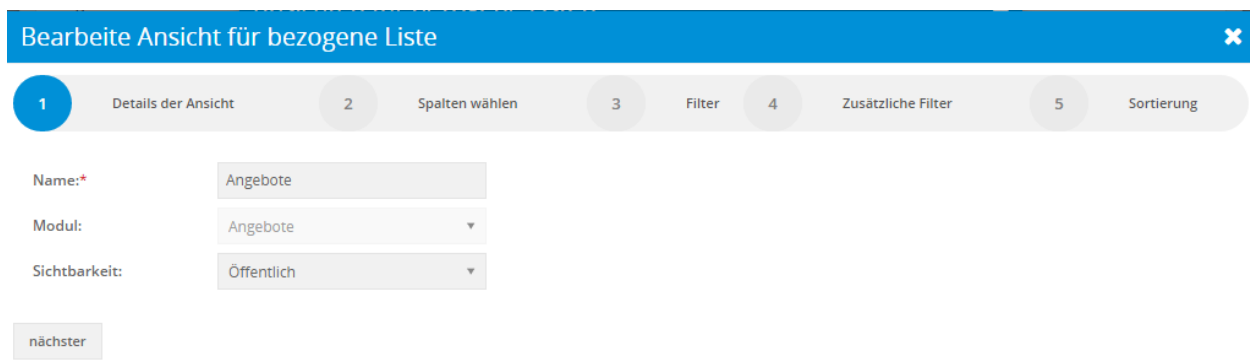 Bearbeite Ansicht für bezogene Liste
1 Details der Ansicht 2 Spalten wählen 3 Filter 4 Zusätzliche Filter 5 Sortierung
Name:* Angebote
Modul: Angebote
Sichtbarkeit: Öffentlich
nächster